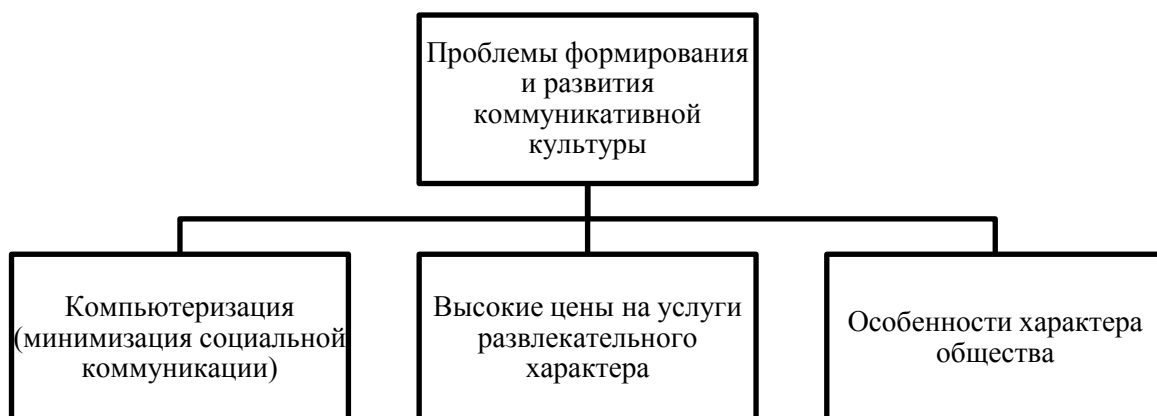 Проблемы формирования
и развития
коммуникативной
культуры
Компьютеризация
(минимизация социальной
коммуникации)
Высокие цены на услуги
развлекательного
характера
Особенности характера
общества